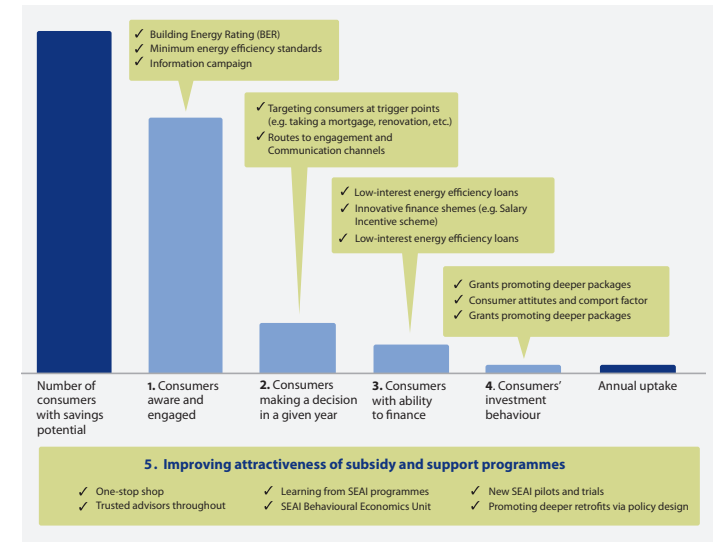 ✓ Building Energy Rating (BER)
✓ Minimum energy efficiency standards
✓ Information campaign
✓ Targeting consumers at trigger points
(e.g. taking a mortgage, renovation, etc.)
✓ Routes to engagement and
Communication channels
✓ Low-interest energy efficiency loans
✓ Innovative finance shemes (e.g. Salary
Incentive scheme)
✓ Low-interest energy efficiency loans
✓ Grants promoting deeper packages
✓ Consumer attitutes and comport factor
✓ Grants promoting deeper packages
Number of
consumers
with savings
potential
1. Consumers
aware and
engaged
2. Consumers
making a decision
in a given year
3. Consumers
with ability
to finance
4. Consumers’
investment
behaviour
Annual uptake
5. Improving attractiveness of subsidy and support programmes
✓ One-stop shop
✓ Trusted advisors throughout
✓ Learning from SEAI programmes
✓ SEAI Behavioural Economics Unit
✓ New SEAI pilots and trials
✓ Promoting deeper retrofits via policy design